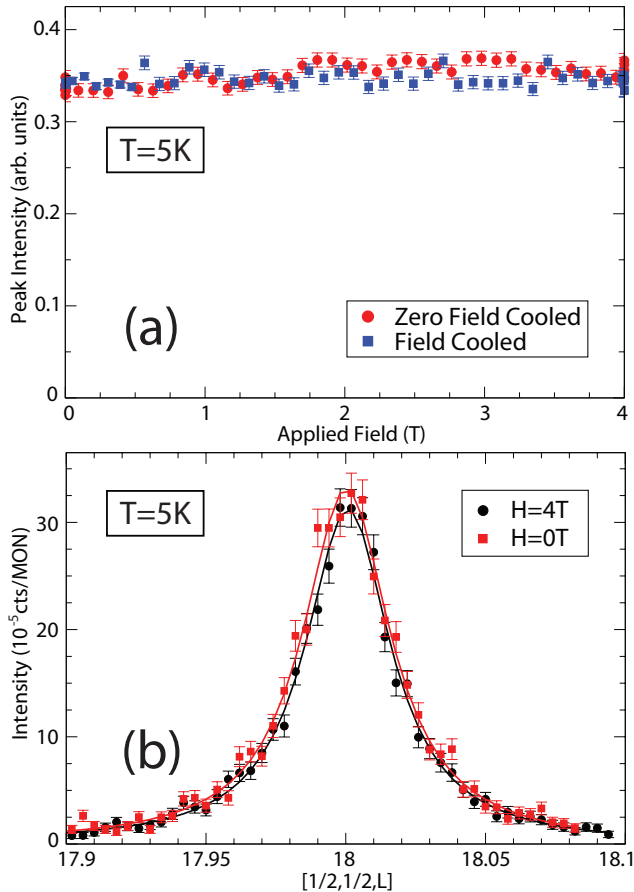 0.4
0.3
0.2
0.1
0
Peak Intensity (arb. units)
T=5K
(a)
Zero Field Cooled
Field Cooled
0 1 2 3 4
Applied Field (T)
30
20
10
0
Intensity (10⁻⁵cts/MON)
T=5K
(b)
H=4T
H=0T
17.9 17.95 18 18.05 18.1
[1/2,1/2,L]